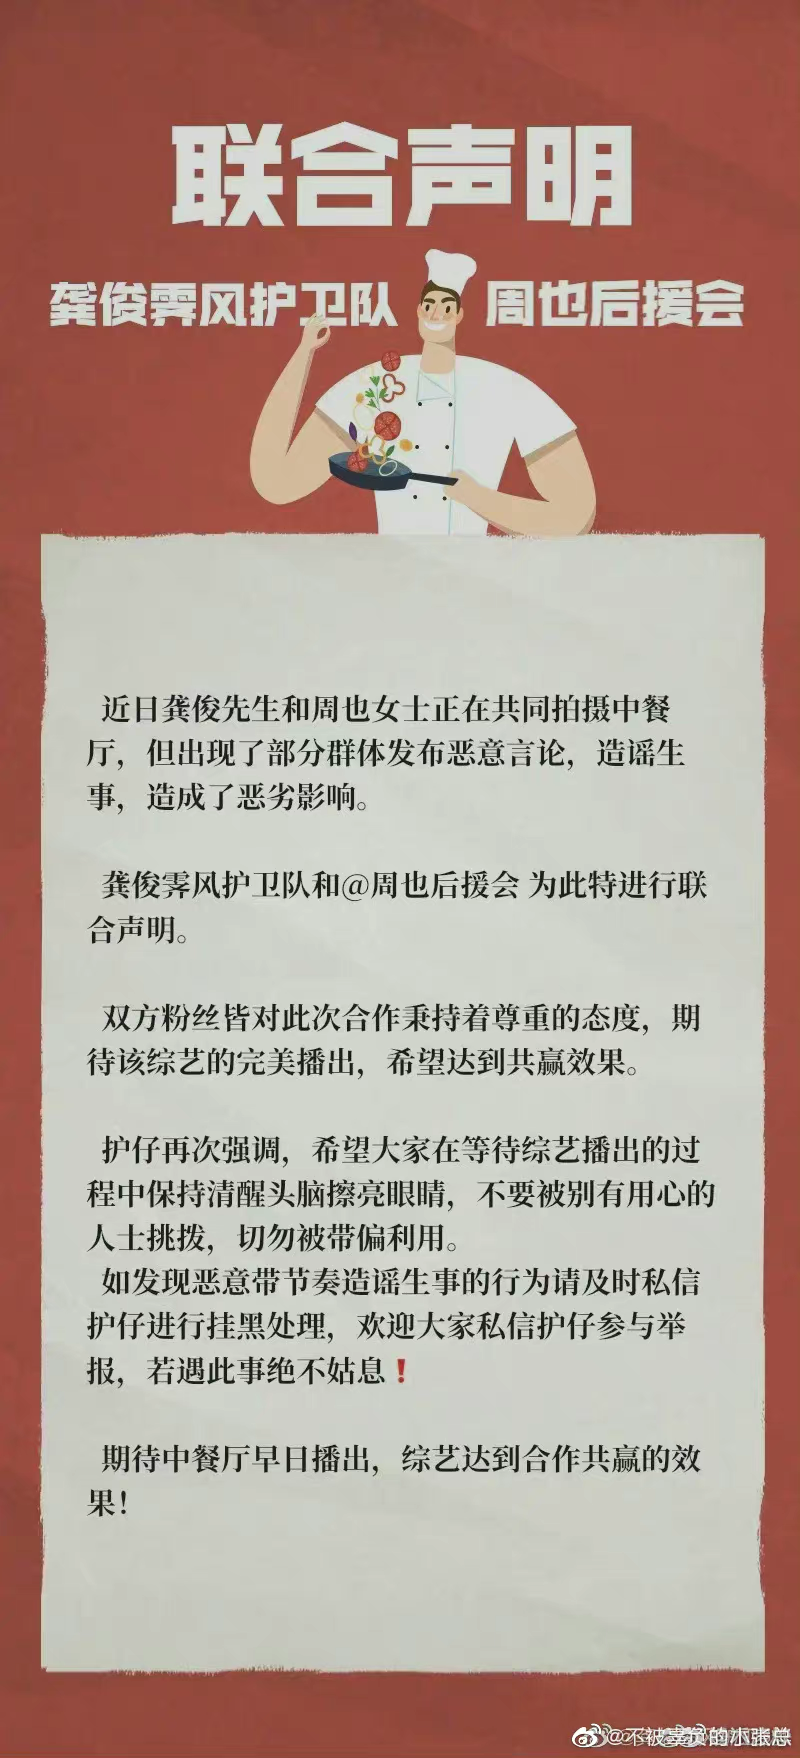 联合声明
龚俊霁风护卫队 周也后援会
近日龚俊先生和周也女士正在共同拍摄中餐
厅，但出现了部分群体发布恶意言论，造谣生
事，造成了恶劣影响。
龚俊霁风护卫队和@周也后援会 为此特进行联
合声明。
双方粉丝皆对此次合作秉持着尊重的态度，期
待该综艺的完美播出，希望达到共赢效果。
护仔再次强调，希望大家在等待综艺播出的过
程中保持清醒头脑擦亮眼睛，不要被别有用心的
人士挑拨，切勿被带偏利用。
如发现恶意带节奏造谣生事的行为请及时私信
护仔进行挂黑处理，欢迎大家私信护仔参与举
报，若遇此事绝不姑息❗
期待中餐厅早日播出，综艺达到合作共赢的效
果！
@不被辜负的小张总